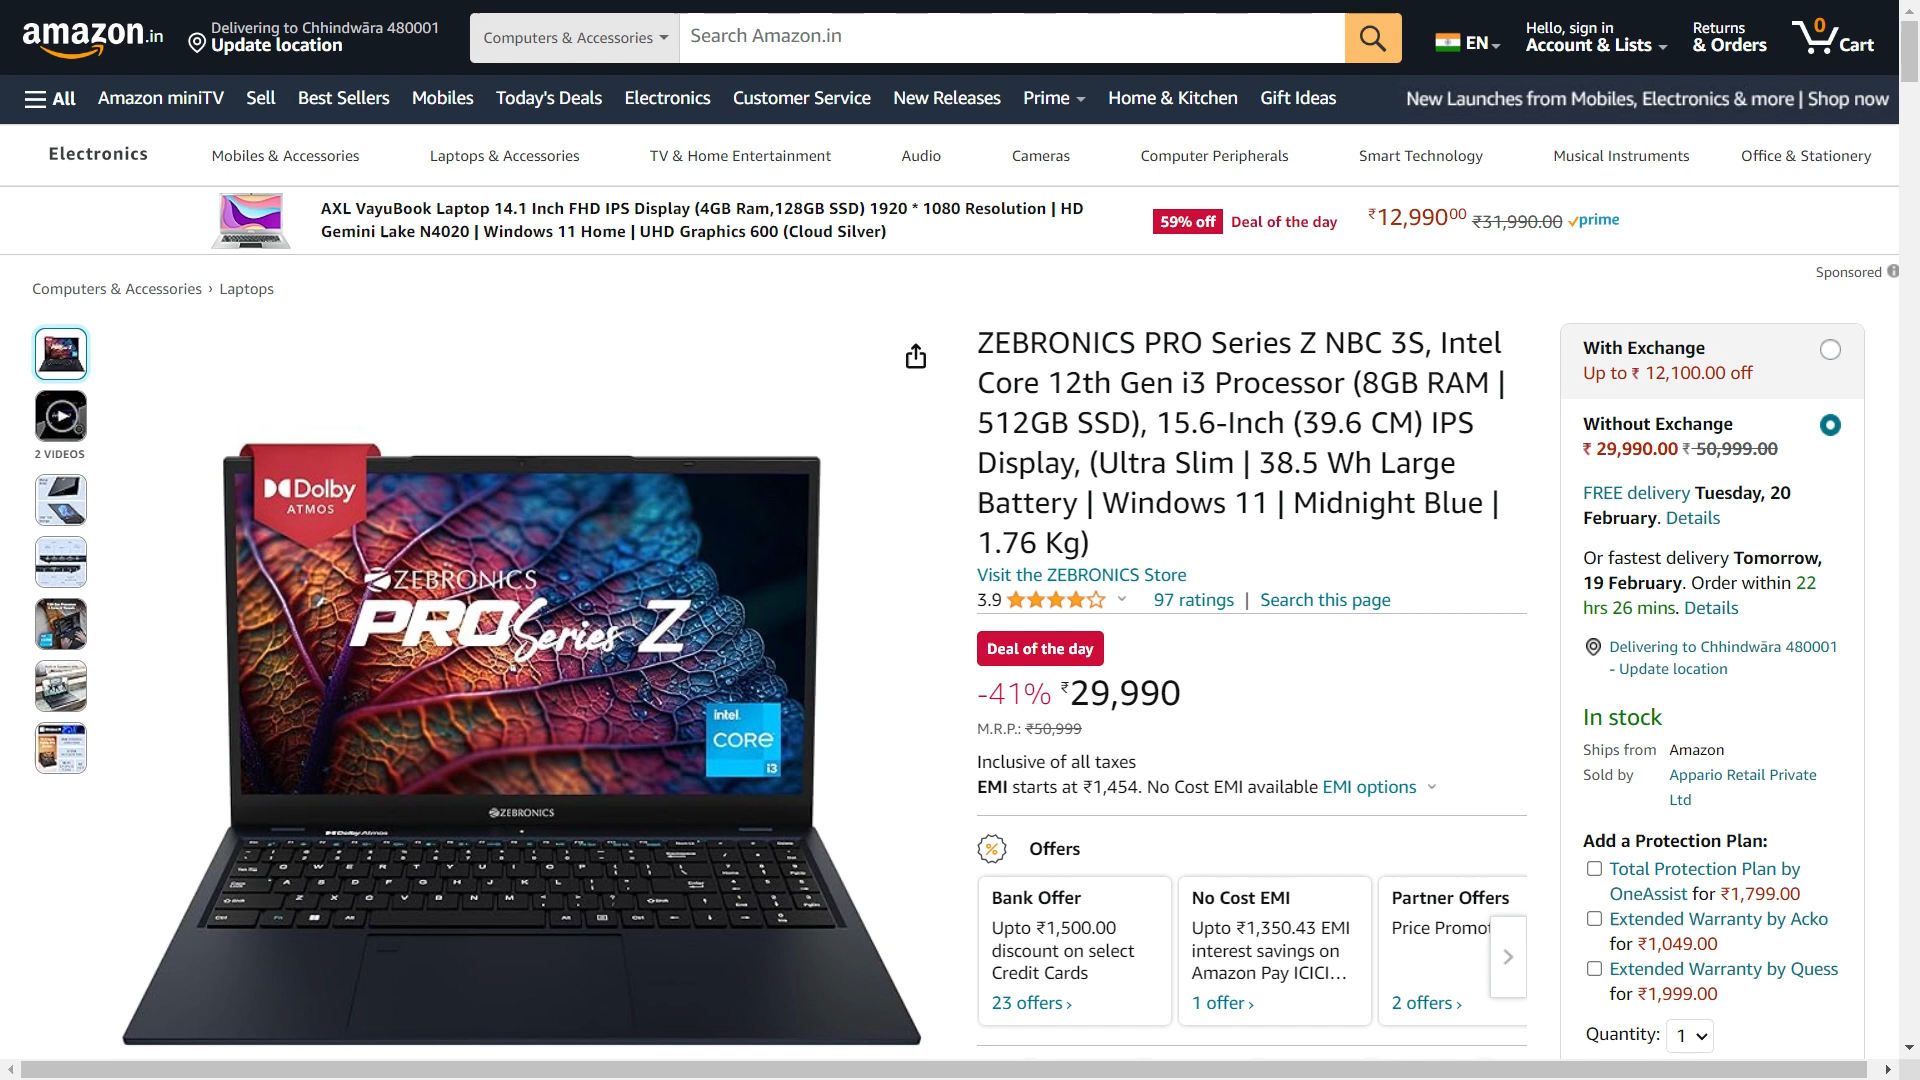 amazon.in
Delivering to Chhindwāra 480001
Update location
Computers & Accessories
Search Amazon.in
EN
Hello, sign in
Account & Lists
Returns
& Orders
0
Cart
All
Amazon miniTV
Sell
Best Sellers
Mobiles
Today's Deals
Electronics
Customer Service
New Releases
Prime
Home & Kitchen
Gift Ideas
New Launches from Mobiles, Electronics & more | Shop now
Electronics
Mobiles & Accessories
Laptops & Accessories
TV & Home Entertainment
Audio
Cameras
Computer Peripherals
Smart Technology
Musical Instruments
Office & Stationery
AXL VayuBook Laptop 14.1 Inch FHD IPS Display (4GB Ram,128GB SSD) 1920 * 1080 Resolution | HD
Gemini Lake N4020 | Windows 11 Home | UHD Graphics 600 (Cloud Silver)
59% off
Deal of the day
₹12,99000 ₹31,990.00 prime
Sponsored
Computers & Accessories › Laptops
2 VIDEOS
Dolby
ATMOS
ZEBRONICS
PRO Series Z
intel
CORE
i3
ZEBRONICS
Dolby Atmos
ZEBRONICS PRO Series Z NBC 3S, Intel
Core 12th Gen i3 Processor (8GB RAM |
512GB SSD), 15.6-Inch (39.6 CM) IPS
Display, (Ultra Slim | 38.5 Wh Large
Battery | Windows 11 | Midnight Blue |
1.76 Kg)
Visit the ZEBRONICS Store
3.9
97 ratings | Search this page
Deal of the day
-41% ₹29,990
M.R.P.: ₹50,999
Inclusive of all taxes
EMI starts at ₹1,454. No Cost EMI available EMI options
Offers
Bank Offer
Upto ₹1,500.00
discount on select
Credit Cards
23 offers ›
No Cost EMI
Upto ₹1,350.43 EMI
interest savings on
Amazon Pay ICICI…
1 offer ›
Partner Offers
Price Promot
2 offers ›
With Exchange
Up to ₹ 12,100.00 off
Without Exchange
₹ 29,990.00 ₹ 50,999.00
FREE delivery Tuesday, 20
February. Details
Or fastest delivery Tomorrow,
19 February. Order within 22
hrs 26 mins. Details
Delivering to Chhindwāra 480001
- Update location
In stock
Ships from Amazon
Sold by Appario Retail Private
Ltd
Add a Protection Plan:
Total Protection Plan by
OneAssist for ₹1,799.00
Extended Warranty by Acko
for ₹1,049.00
Extended Warranty by Quess
for ₹1,999.00
Quantity: 1